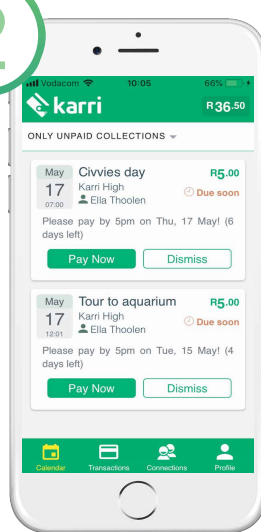 2
Vodacom 10:05 66%
karri R36.50
ONLY UNPAID COLLECTIONS
May Civvies day R5.00
17 Karri High Due soon
07:00 Ella Thoolen
Please pay by 5pm on Thu, 17 May! (6
days left)
Pay Now Dismiss
May Tour to aquarium R5.00
17 Karri High Due soon
12:01 Ella Thoolen
Please pay by 5pm on Tue, 15 May! (4
days left)
Pay Now Dismiss
Calendar Transactions Connections Profile